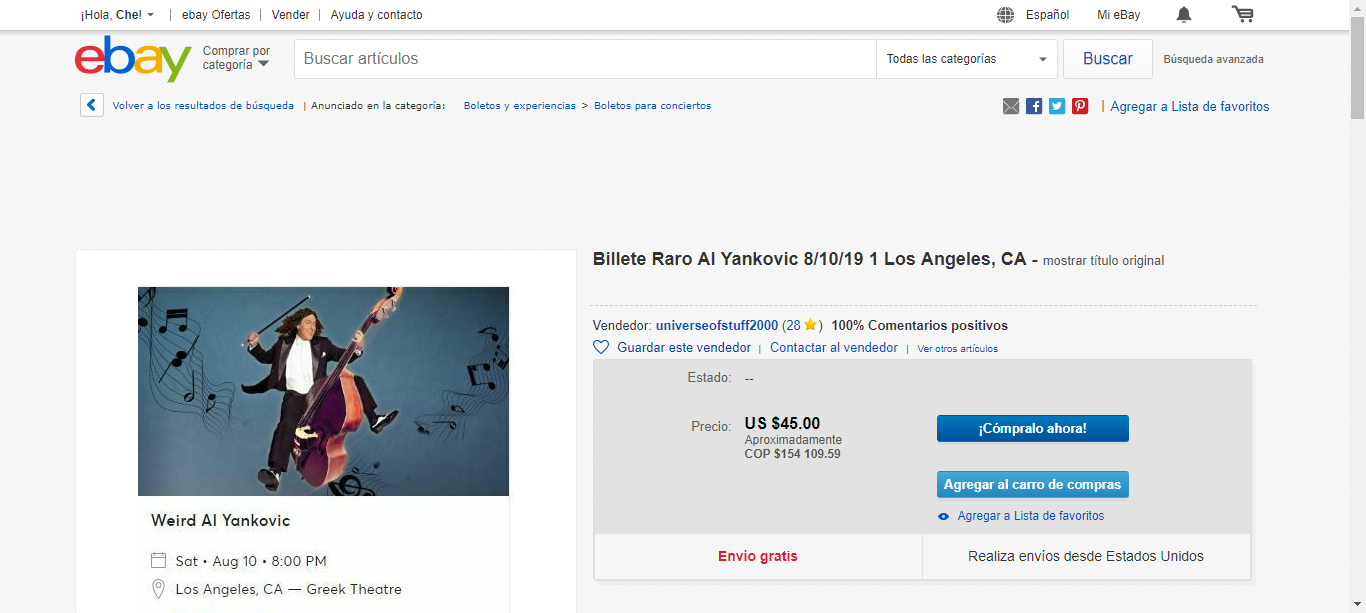 ¡Hola, Che! | ebay Ofertas | Vender | Ayuda y contacto
Español Mi eBay
ebay
Comprar por
categoría
Buscar artículos
Todas las categorías
Buscar
Búsqueda avanzada
Volver a los resultados de búsqueda | Anunciado en la categoría: Boletos y experiencias > Boletos para conciertos
| Agregar a Lista de favoritos
Billete Raro Al Yankovic 8/10/19 1 Los Angeles, CA - mostrar título original
Vendedor: universeofstuff2000 (28 ) 100% Comentarios positivos
Guardar este vendedor | Contactar al vendedor | Ver otros artículos
Estado: --
Precio: US $45.00
Aproximadamente
COP $154 109.59
¡Cómpralo ahora!
Agregar al carro de compras
Agregar a Lista de favoritos
Envío gratis
Realiza envíos desde Estados Unidos
Weird Al Yankovic
Sat • Aug 10 • 8:00 PM
Los Angeles, CA — Greek Theatre